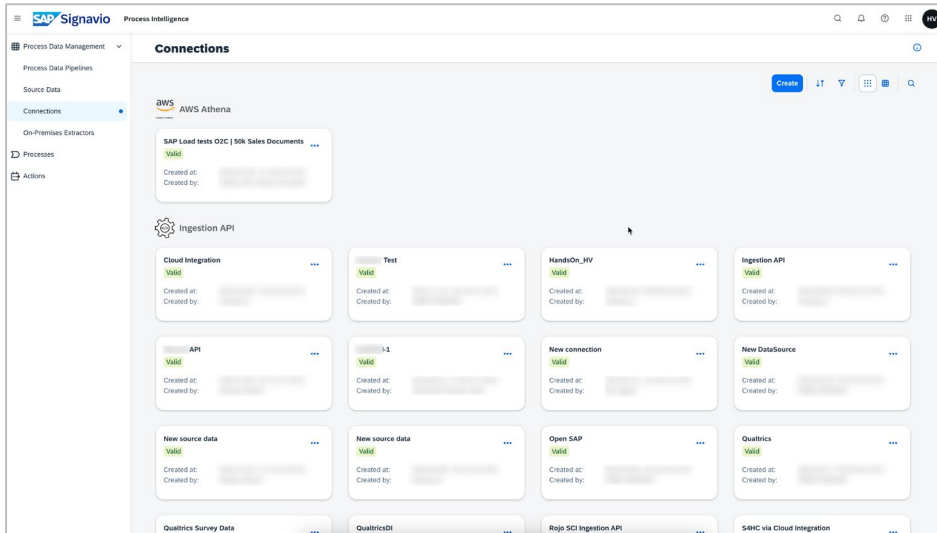 SAP Signavio Process Intelligence
HV
Process Data Management
Process Data Pipelines
Source Data
Connections
On-Premises Extractors
Processes
Actions
Connections
Create
aws AWS Athena
SAP Load tests O2C | 50k Sales Documents
Valid
Created at:
Created by:
Ingestion API
Cloud Integration
Valid
Created at:
Created by:
Test
Valid
Created at:
Created by:
HandsOn_HV
Valid
Created at:
Created by:
Ingestion API
Valid
Created at:
Created by:
API
Valid
Created at:
Created by:
-1
Valid
Created at:
Created by:
New connection
Valid
Created at:
Created by:
New DataSource
Valid
Created at:
Created by:
New source data
Valid
Created at:
Created by:
New source data
Valid
Created at:
Created by:
Open SAP
Valid
Created at:
Created by:
Qualtrics
Valid
Created at:
Created by:
Qualtrics Survey Data
QualtricsDI
Rojo SCI Ingestion API
S4HC via Cloud Integration